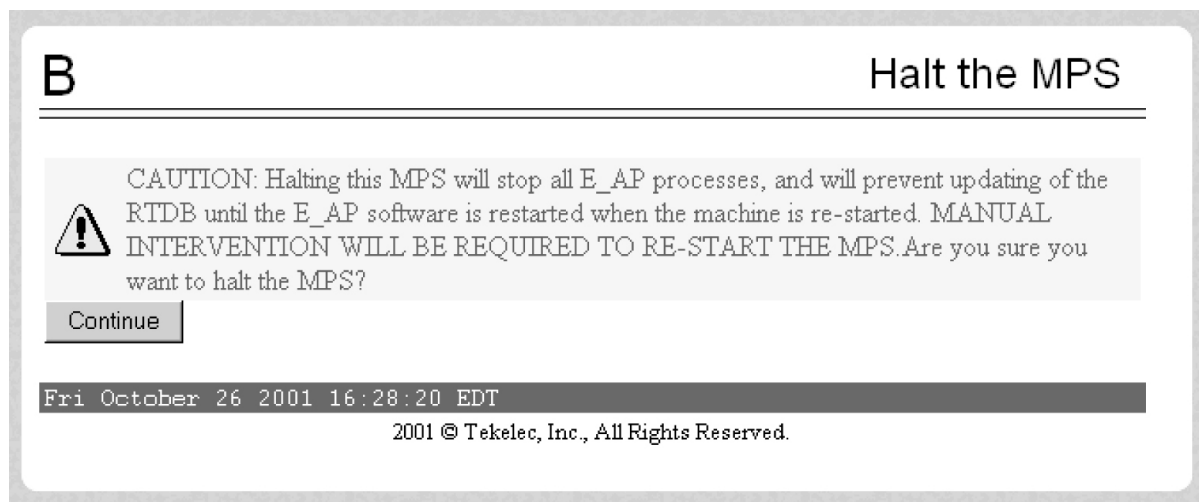 B
Halt the MPS
CAUTION: Halting this MPS will stop all E_AP processes, and will prevent updating of the
RTDB until the E_AP software is restarted when the machine is re-started. MANUAL
INTERVENTION WILL BE REQUIRED TO RE-START THE MPS.Are you sure you
want to halt the MPS?
Continue
Fri October 26 2001 16:28:20 EDT
2001 © Tekelec, Inc., All Rights Reserved.